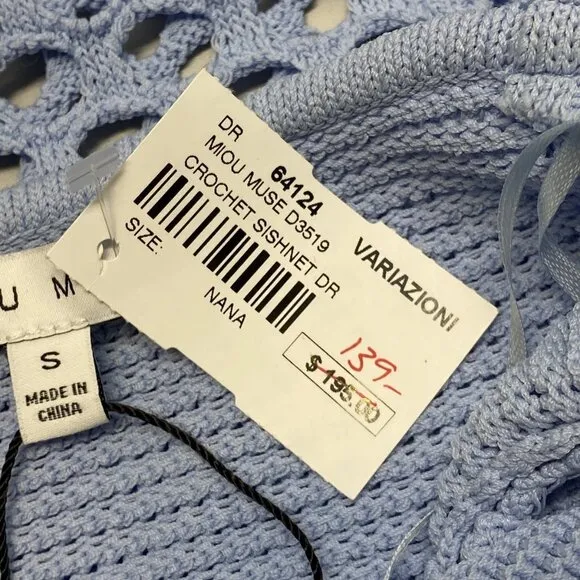 DR
64124
MIOU MUSE D3519
CROCHET SISHNET DR
SIZE:
NANA
VARIAZIONI
139-
$195.00
U M
S
MADE IN
CHINA